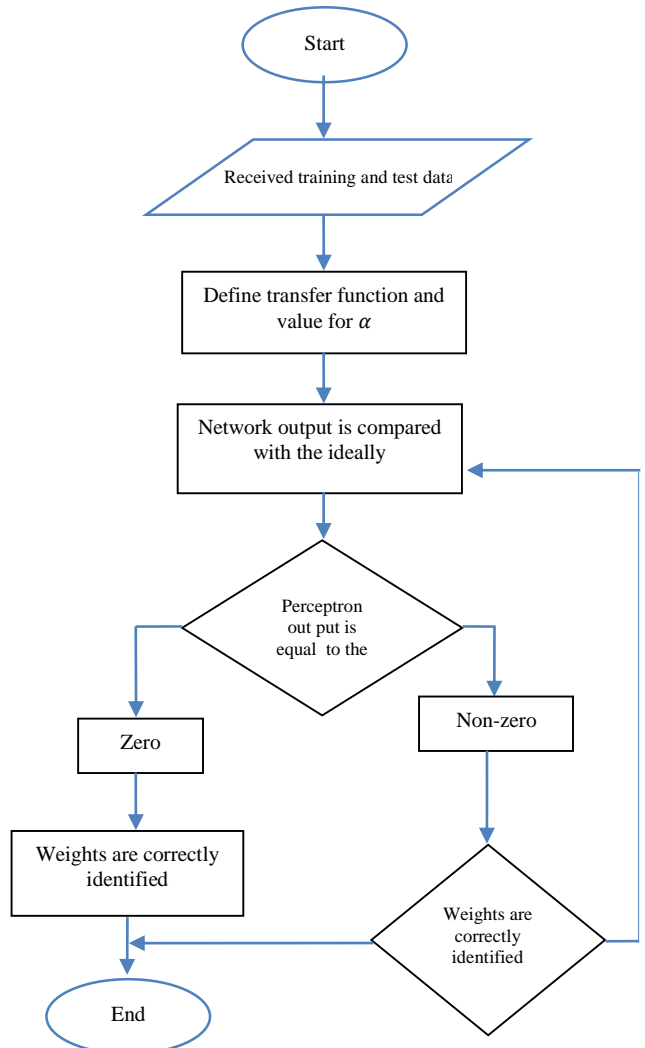 Start
Received training and test data
Define transfer function and
value for α
Network output is compared
with the ideally
Perceptron
out put is
equal  to the
Zero
Non-zero
Weights are correctly
identified
Weights are
correctly
identified
End